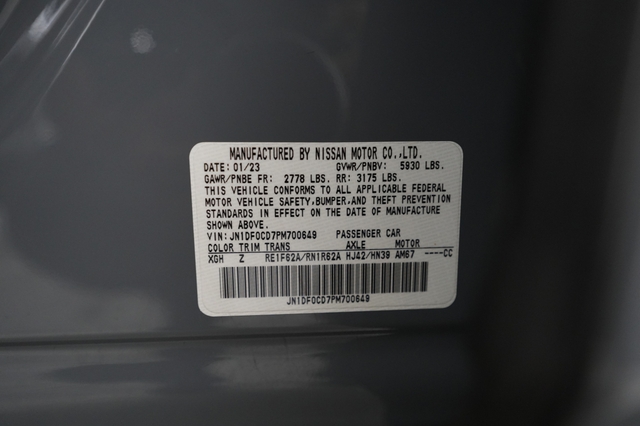 MANUFACTURED BY NISSAN MOTOR CO.,LTD.
DATE: 01/23 GVWR/PNBV: 5930 LBS.
GAWR/PNBE FR: 2778 LBS. RR: 3175 LBS.
THIS VEHICLE CONFORMS TO ALL APPLICABLE FEDERAL
MOTOR VEHICLE SAFETY,BUMPER,AND THEFT PREVENTION
STANDARDS IN EFFECT ON THE DATE OF MANUFACTURE
SHOWN ABOVE.
VIN: JN1DF0CD7PM700649 PASSENGER CAR
COLOR TRIM TRANS AXLE MOTOR
XGH Z RE1F62A/RN1R62A HJ42/HN39 AM67 ----CC
JN1DF0CD7PM700649